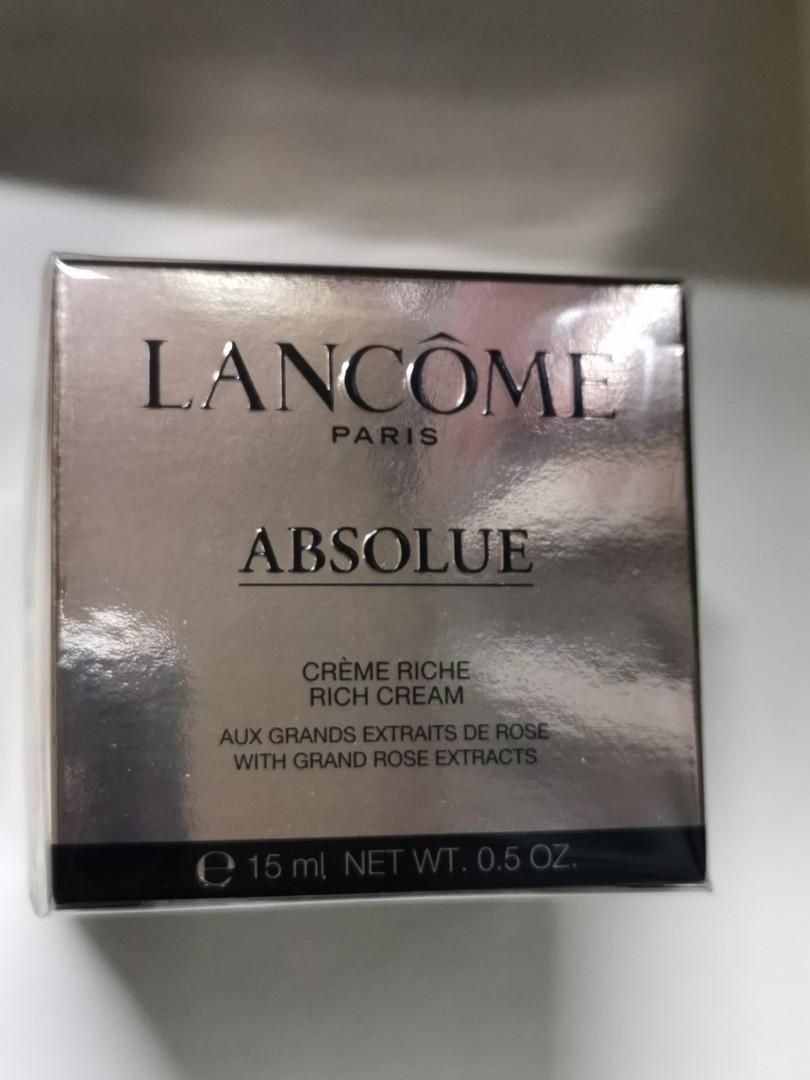 LANCÔME
PARIS
ABSOLUE
CRÈME RICHE
RICH CREAM
AUX GRANDS EXTRAITS DE ROSE
WITH GRAND ROSE EXTRACTS
℮ 15 ml NET WT. 0.5 OZ.